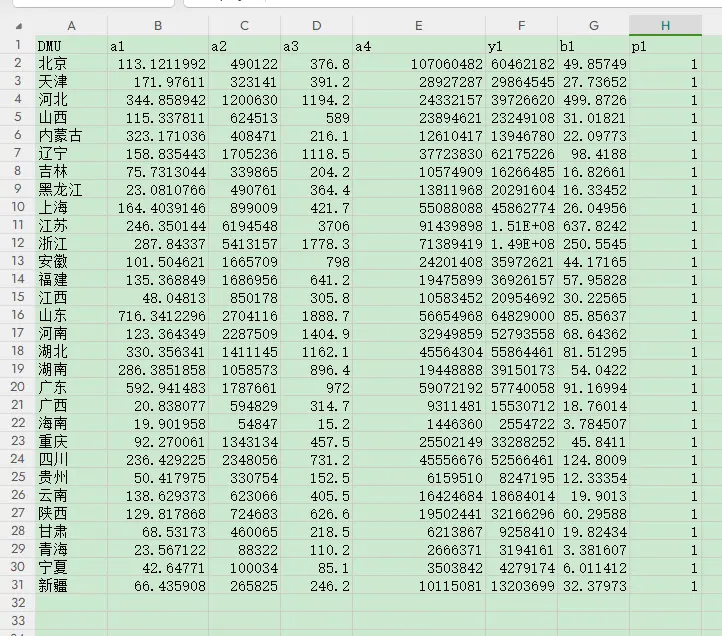 A B C D E F G H
1 DMU a1 a2 a3 a4 y1 b1 p1
2 北京 113.1211992 490122 376.8 107060482 60462182 49.85749 1
3 天津 171.97611 323141 391.2 28927287 29864545 27.73652 1
4 河北 344.858942 1200630 1194.2 24332157 39726620 499.8726 1
5 山西 115.337811 624513 589 23894621 23249108 31.01821 1
6 内蒙古 323.171036 408471 216.1 12610417 13946780 22.09773 1
7 辽宁 158.835443 1705236 1118.5 37723830 62175226 98.4188 1
8 吉林 75.7313044 339865 204.2 10574909 16266485 16.82661 1
9 黑龙江 23.0810766 490761 364.4 13811968 20291604 16.33452 1
10 上海 164.4039146 899009 421.7 55088088 45862774 26.04956 1
11 江苏 246.350144 6194548 3706 91439898 1.51E+08 637.8242 1
12 浙江 287.84337 5413157 1778.3 71389419 1.49E+08 250.5545 1
13 安徽 101.504621 1665709 798 24201408 35972621 44.17165 1
14 福建 135.368849 1686956 641.2 19475899 36926157 57.95828 1
15 江西 48.04813 850178 305.8 10583452 20954692 30.22565 1
16 山东 716.3412296 2704116 1888.7 56654968 64829000 85.85637 1
17 河南 123.364349 2287509 1404.9 32949859 52793558 68.64362 1
18 湖北 330.356341 1411145 1162.1 45564304 55864461 81.51295 1
19 湖南 286.3851858 1058573 896.4 19448888 39150173 54.0422 1
20 广东 592.941483 1787661 972 59072192 57740058 91.16994 1
21 广西 20.838077 594829 314.7 9311481 15530712 18.76014 1
22 海南 19.901958 54847 15.2 1446360 2554722 3.784507 1
23 重庆 92.270061 1343134 457.5 25502149 33288252 45.8411 1
24 四川 236.429225 2348056 731.2 45556676 52566461 124.8009 1
25 贵州 50.417975 330754 152.5 6159510 8247195 12.33354 1
26 云南 138.629373 623066 405.5 16424684 18684014 19.9013 1
27 陕西 129.817868 724683 626.6 19502441 32166296 60.29588 1
28 甘肃 68.53173 460065 218.5 6213867 9258410 19.82434 1
29 青海 23.567122 88322 110.2 2666371 3194161 3.381607 1
30 宁夏 42.64771 100034 85.1 3503842 4279174 6.011412 1
31 新疆 66.435908 265825 246.2 10115081 13203699 32.37973 1
32
33